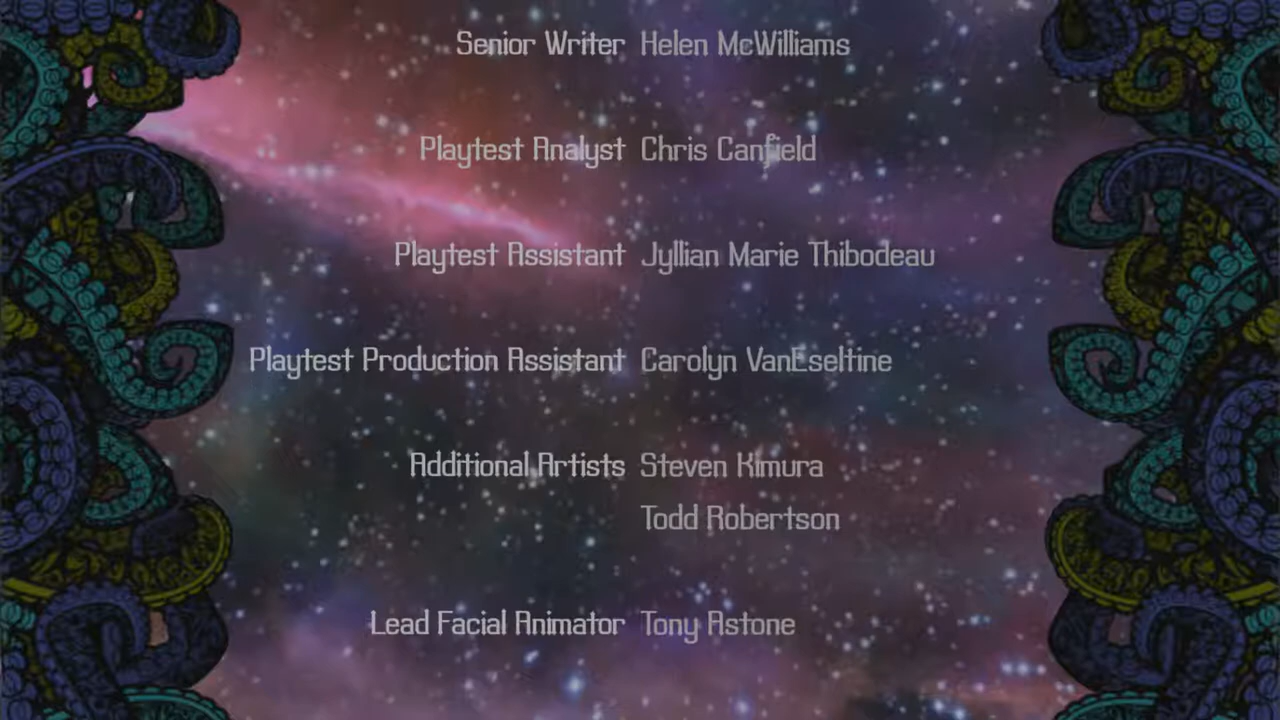 Senior Writer Helen McWilliams
Playtest Analyst Chris Canfield
Playtest Assistant Jyllian Marie Thibodeau
Playtest Production Assistant Carolyn VanEseltine
Additional Artists Steven Kimura
Todd Robertson
Lead Facial Animator Tony Astone